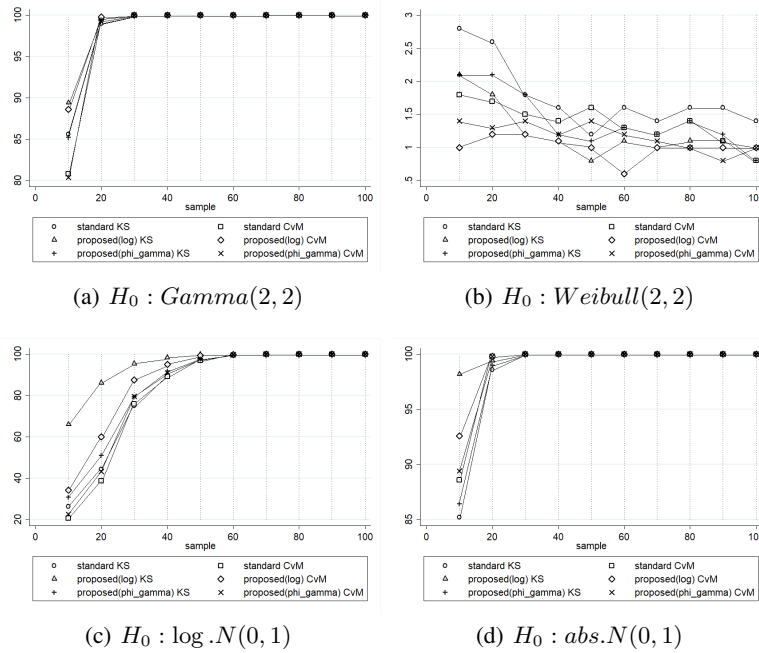 100
95
90
85
80
0 20 40 60 80 100
sample
standard KS standard CvM
proposed(log) KS proposed(log) CvM
proposed(phi_gamma) KS proposed(phi_gamma) CvM
(a) H₀ : Gamma(2, 2)
3
2.5
2
1.5
1
.5
0 20 40 60 80 100
sample
standard KS standard CvM
proposed(log) KS proposed(log) CvM
proposed(phi_gamma) KS proposed(phi_gamma) CvM
(b) H₀ : Weibull(2, 2)
100
80
60
40
20
0 20 40 60 80 100
sample
standard KS standard CvM
proposed(log) KS proposed(log) CvM
proposed(phi_gamma) KS proposed(phi_gamma) CvM
(c) H₀ : log .N(0, 1)
100
95
90
85
0 20 40 60 80 100
sample
standard KS standard CvM
proposed(log) KS proposed(log) CvM
proposed(phi_gamma) KS proposed(phi_gamma) CvM
(d) H₀ : abs.N(0, 1)